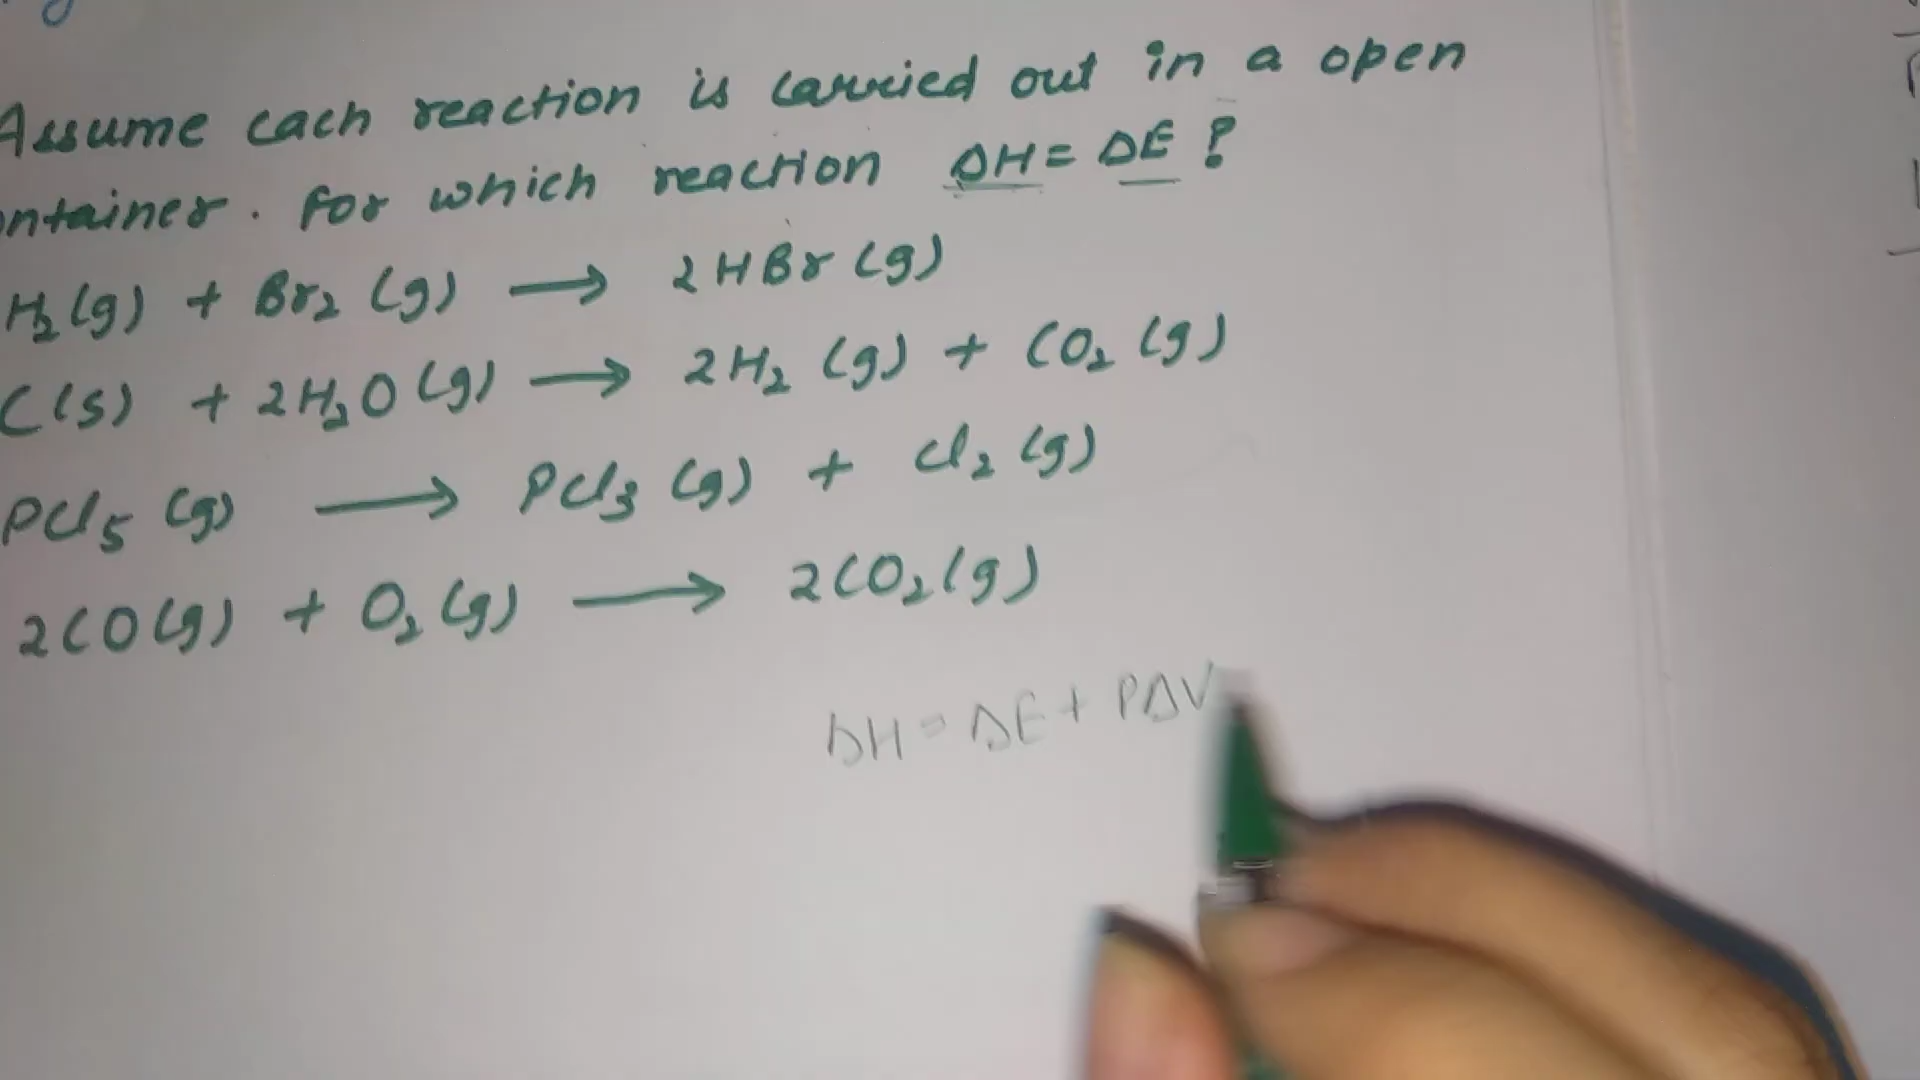 Assume each reaction is carried out in a open
ontainer. for which reaction ΔH = ΔE ?
H₂(g) + Br₂ (g) ⟶ 2HBr (g)
C(s) + 2H₂O (g) ⟶ 2H₂ (g) + CO₂ (g)
PCl₅ (g) ⟶ PCl₃ (g) + Cl₂ (g)
2CO(g) + O₂ (g) ⟶ 2CO₂(g)
ΔH = ΔE + PΔV